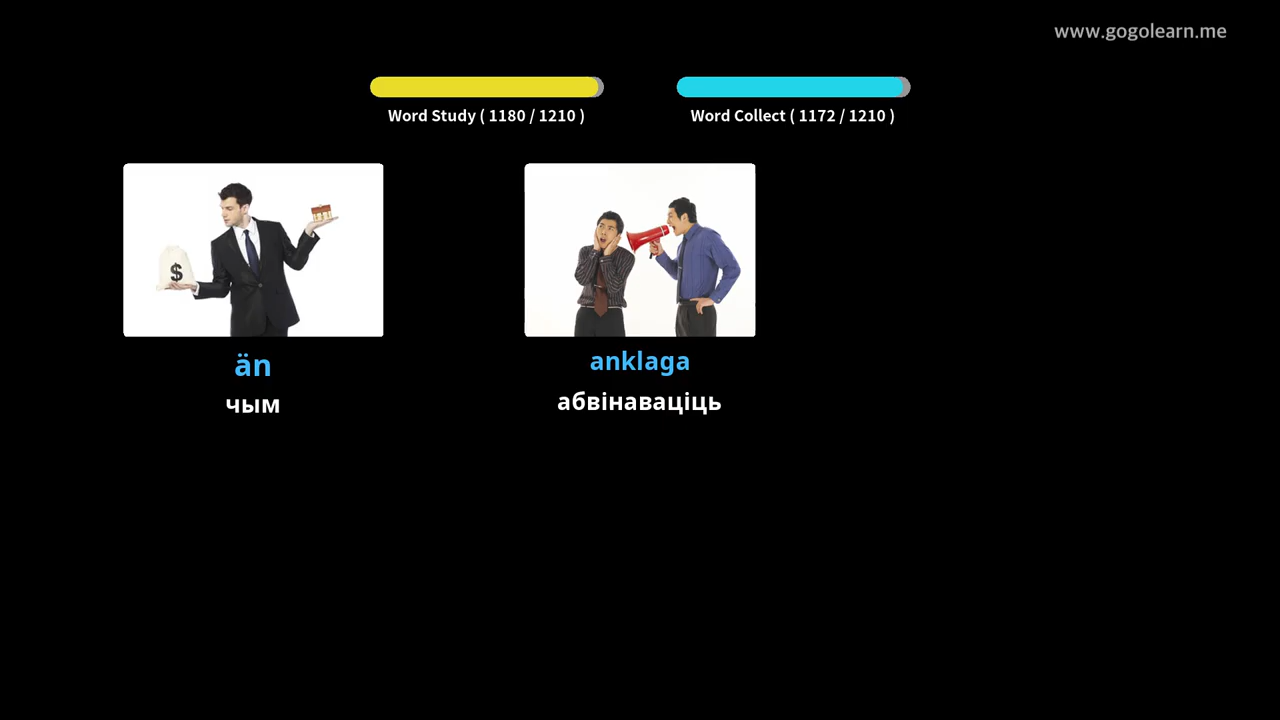 www.gogolearn.me
Word Study ( 1180 / 1210 )
Word Collect ( 1172 / 1210 )
$
än
чым
anklaga
абвінаваціць